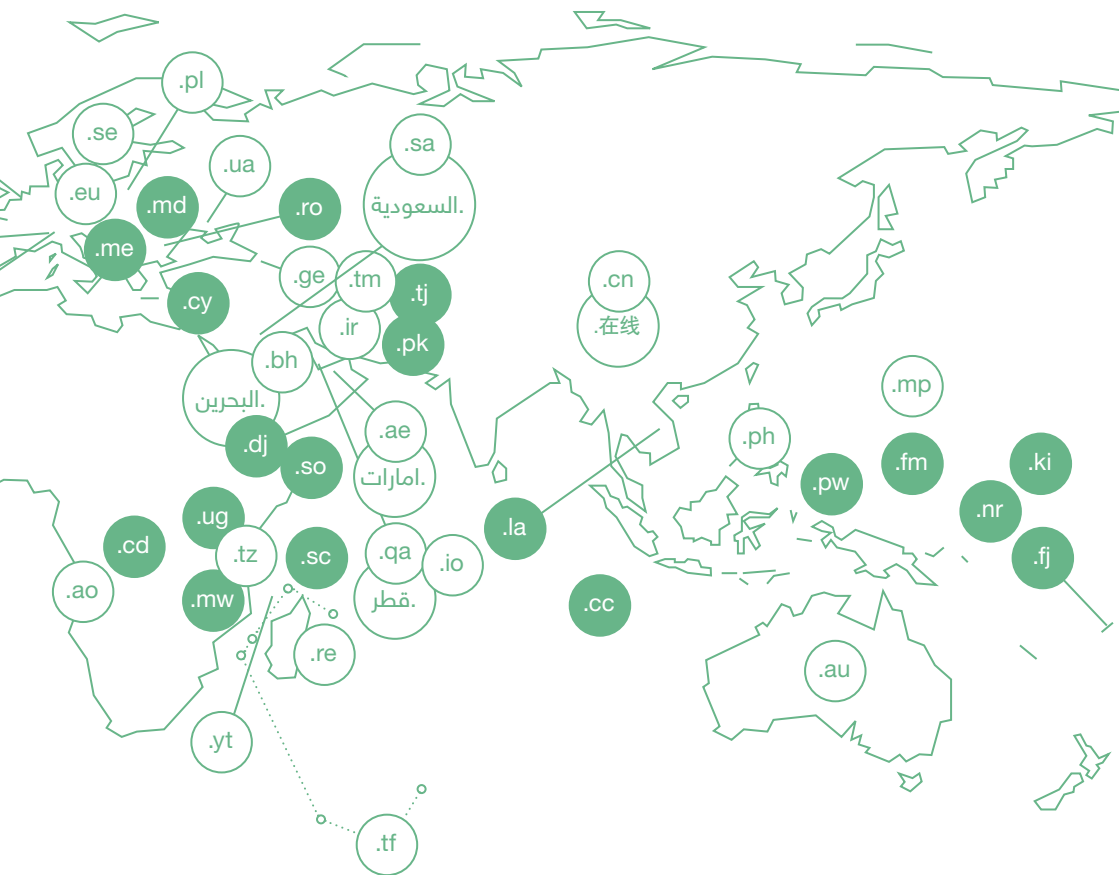 .pl
.se
.sa
.ua
.eu
.السعودية
.md
.ro
.me
.ge
.tm
.cn
.tj
.cy
.ir
.在线
.pk
.bh
.mp
.البحرين
.ae
.ph
.dj
.so
.امارات
.fm
.ki
.pw
.ug
.nr
.la
.cd
.tz
.sc
.qa
.io
.fj
.ao
.mw
.قطر
.cc
.re
.au
.yt
.tf